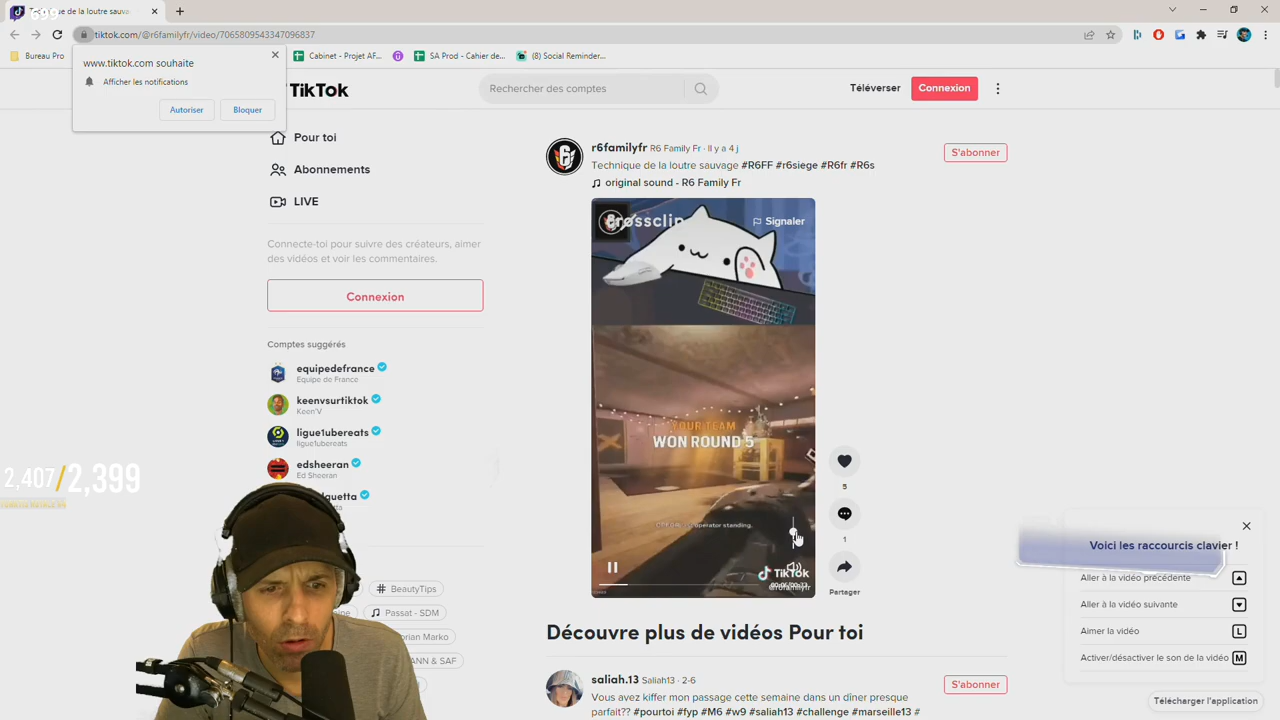 tiktok.com/@r6familyfr/video/7065809543347096837
Bureau Pro
Cabinet - Projet AF...
SA Prod - Cahier de...
(8) Social Reminder...
www.tiktok.com souhaite
Afficher les notifications
Autoriser
Bloquer
TikTok
Rechercher des comptes
Téléverser
Connexion
Pour toi
Abonnements
LIVE
Connecte-toi pour suivre des créateurs, aimer
des vidéos et voir les commentaires.
Connexion
Comptes suggérés
equipedefrance
Equipe de France
keenvsurtiktok
Keen'V
ligue1ubereats
ligue1ubereats
edsheeran
Ed Sheeran
2,407/2,399
BeautyTips
Passat - SDM
r6familyfr R6 Family Fr · Il y a 4 j
Technique de la loutre sauvage #R6FF #r6siege #R6fr #R6s
original sound - R6 Family Fr
S'abonner
crossclip
Signaler
YOUR TEAM
WON ROUND 5
operator standing.
TikTok
@r6familyfr
5
1
Partager
Découvre plus de vidéos Pour toi
saliah.13 Saliah13 · 2-6
Vous avez kiffer mon passage cette semaine dans un dîner presque
parfait?? #pourtoi #fyp #M6 #w9 #saliah13 #challenge #marseille13 #
S'abonner
Voici les raccourcis clavier !
Aller à la vidéo précédente
Aller à la vidéo suivante
Aimer la vidéo
L
Activer/désactiver le son de la vidéo
M
Télécharger l'application